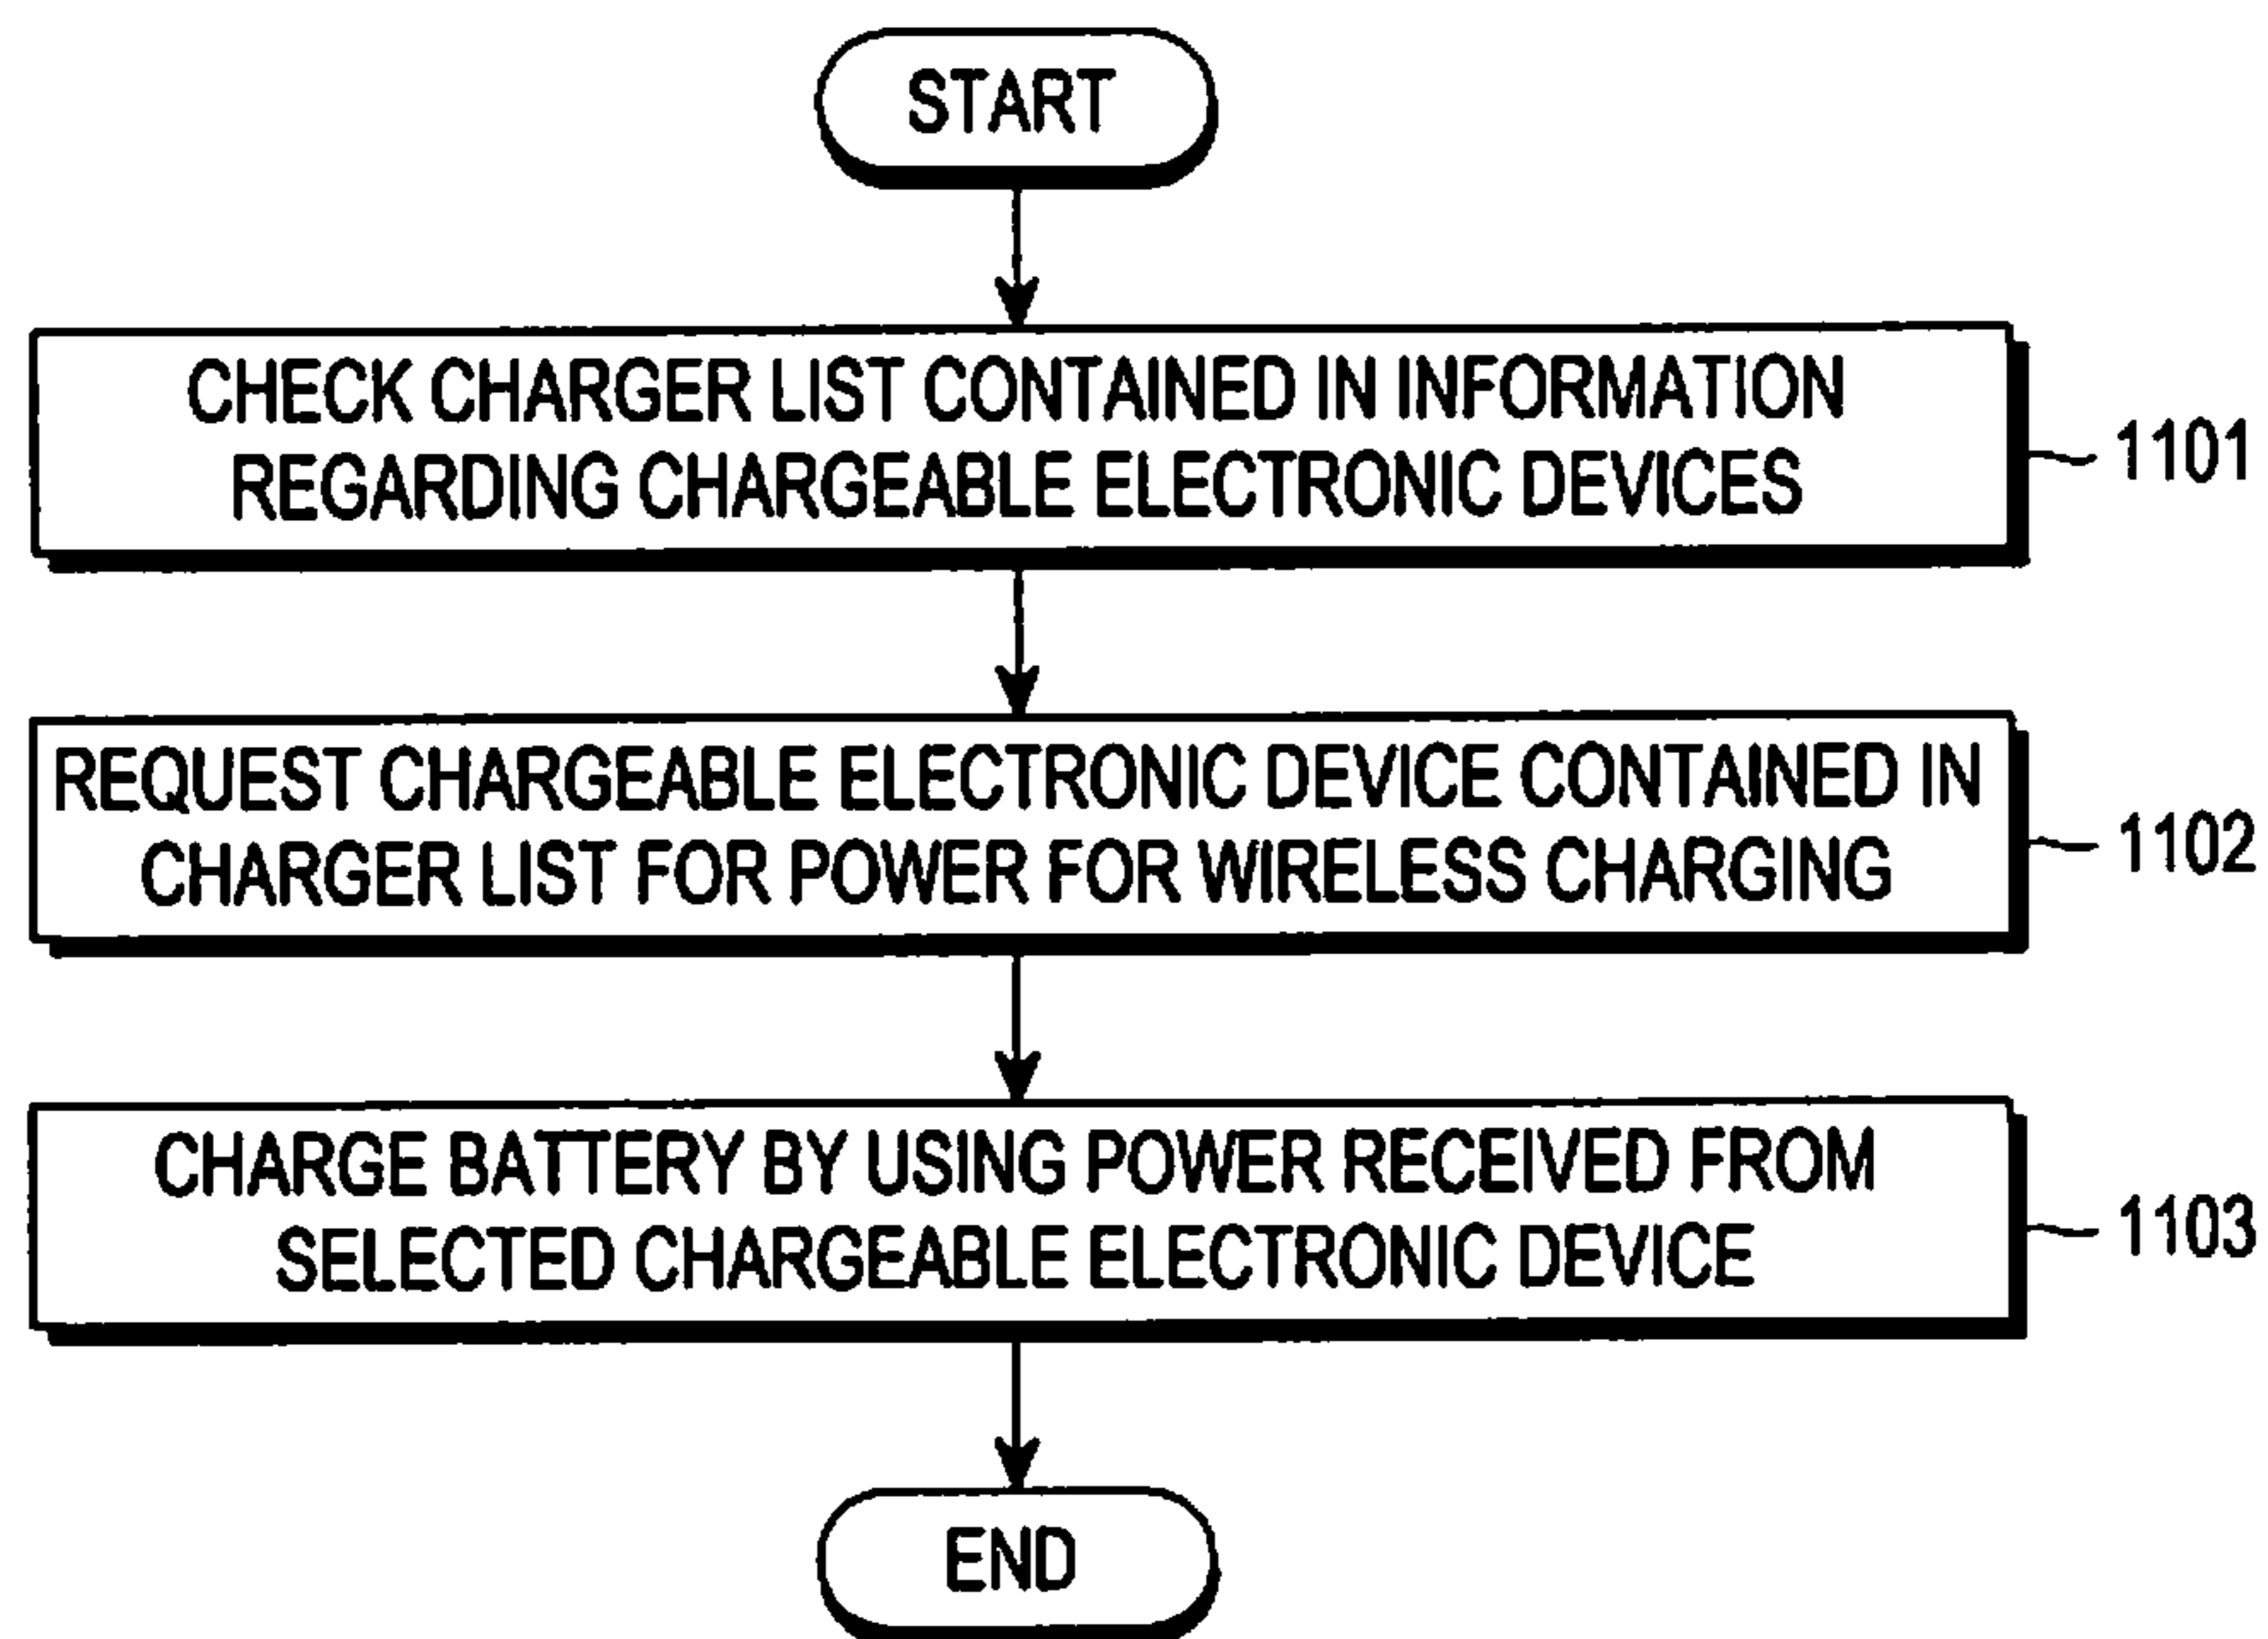 START
CHECK CHARGER LIST CONTAINED IN INFORMATION
REGARDING CHARGEABLE ELECTRONIC DEVICES
1101
REQUEST CHARGEABLE ELECTRONIC DEVICE CONTAINED IN
CHARGER LIST FOR POWER FOR WIRELESS CHARGING
1102
CHARGE BATTERY BY USING POWER RECEIVED FROM
SELECTED CHARGEABLE ELECTRONIC DEVICE
1103
END